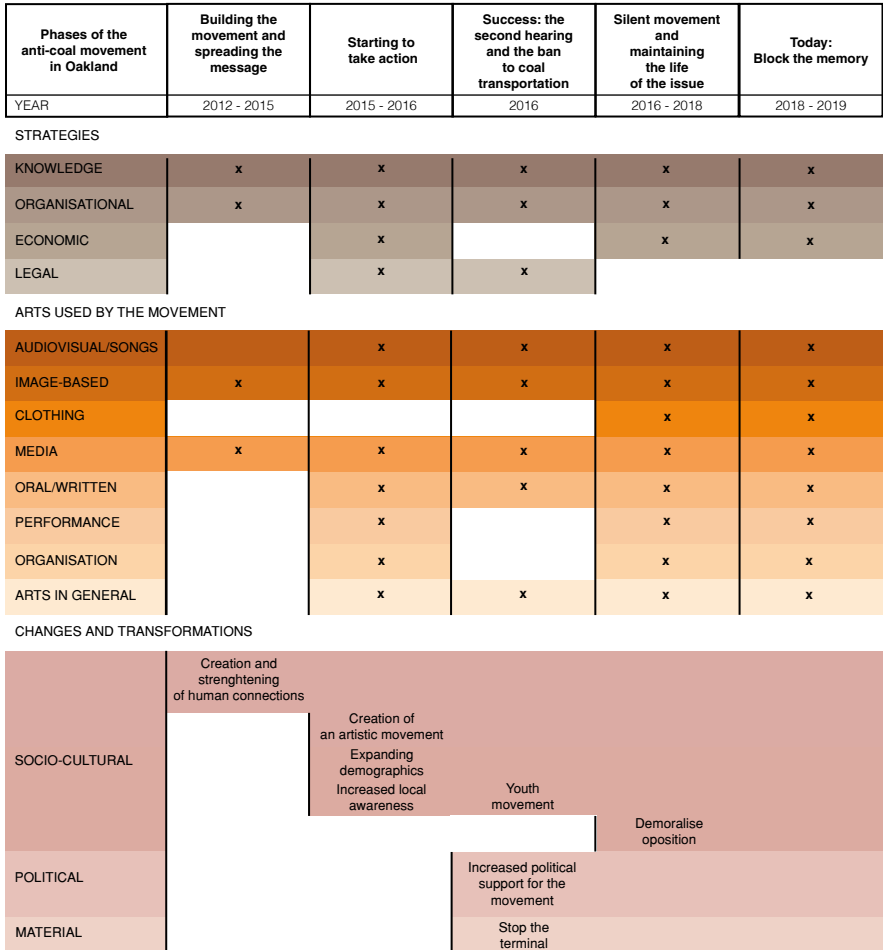 Phases of the
anti-coal movement
in Oakland
Building the
movement and
spreading the
message
Starting to
take action
Success: the
second hearing
and the ban
to coal
transportation
Silent movement
and
maintaining
the life
of the issue
Today:
Block the memory
YEAR 2012 - 2015 2015 - 2016 2016 2016 - 2018 2018 - 2019
STRATEGIES
KNOWLEDGE x x x x x
ORGANISATIONAL x x x x x
ECONOMIC x x x
LEGAL x x
ARTS USED BY THE MOVEMENT
AUDIOVISUAL/SONGS x x x x
IMAGE-BASED x x x x x
CLOTHING x x
MEDIA x x x x x
ORAL/WRITTEN x x x x
PERFORMANCE x x x
ORGANISATION x x x
ARTS IN GENERAL x x x x
CHANGES AND TRANSFORMATIONS
SOCIO-CULTURAL
Creation and
strenghtening
of human connections
Creation of
an artistic movement
Expanding
demographics
Increased local
awareness
Youth
movement
Demoralise
oposition
POLITICAL
Increased political
support for the
movement
MATERIAL
Stop the
terminal